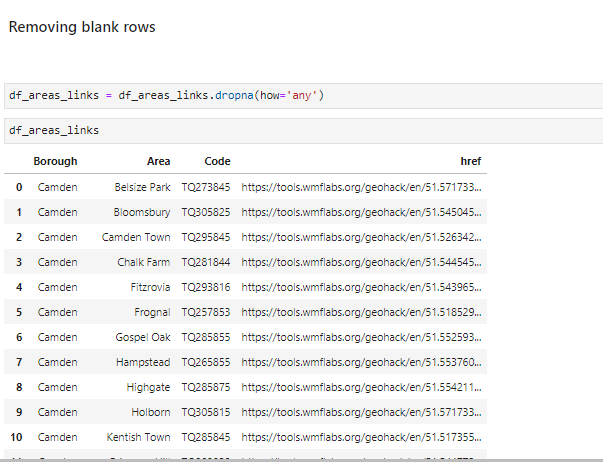 Removing blank rows
df_areas_links = df_areas_links.dropna(how='any')
df_areas_links
Borough Area Code href
0 Camden Belsize Park TQ273845 https://tools.wmflabs.org/geohack/en/51.571733...
1 Camden Bloomsbury TQ305825 https://tools.wmflabs.org/geohack/en/51.545045...
2 Camden Camden Town TQ295845 https://tools.wmflabs.org/geohack/en/51.526342...
3 Camden Chalk Farm TQ281844 https://tools.wmflabs.org/geohack/en/51.544545...
4 Camden Fitzrovia TQ293816 https://tools.wmflabs.org/geohack/en/51.543965...
5 Camden Frognal TQ257853 https://tools.wmflabs.org/geohack/en/51.518529...
6 Camden Gospel Oak TQ285855 https://tools.wmflabs.org/geohack/en/51.552593...
7 Camden Hampstead TQ265855 https://tools.wmflabs.org/geohack/en/51.553760...
8 Camden Highgate TQ285875 https://tools.wmflabs.org/geohack/en/51.554211...
9 Camden Holborn TQ305815 https://tools.wmflabs.org/geohack/en/51.571733...
10 Camden Kentish Town TQ285845 https://tools.wmflabs.org/geohack/en/51.517355...